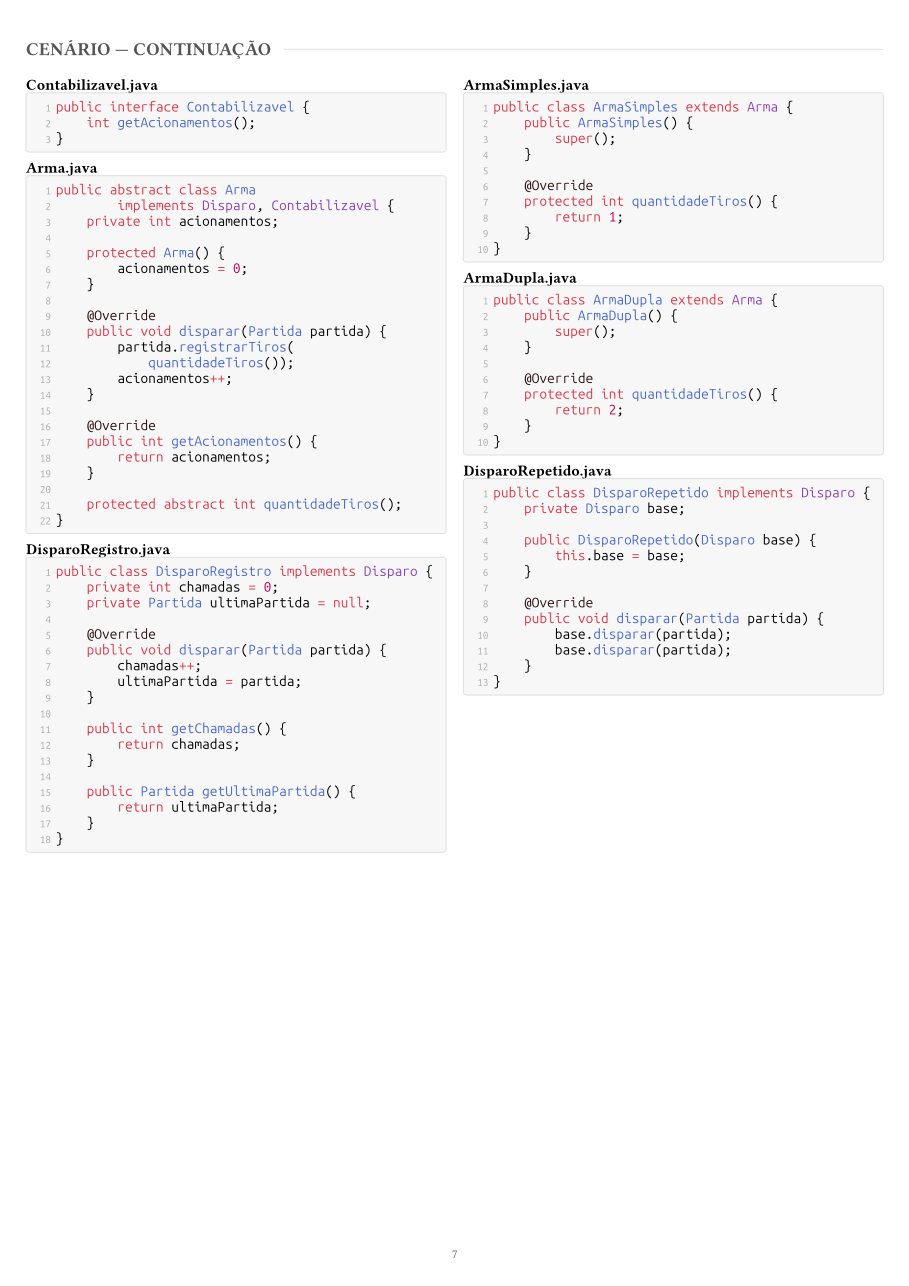 CENÁRIO — CONTINUAÇÃO
Contabilizavel.java
1 public interface Contabilizavel {
2     int getAcionamentos();
3 }
Arma.java
1 public abstract class Arma
2         implements Disparo, Contabilizavel {
3     private int acionamentos;
4
5     protected Arma() {
6         acionamentos = 0;
7     }
8
9     @Override
10     public void disparar(Partida partida) {
11         partida.registrarTiros(
12             quantidadeTiros());
13         acionamentos++;
14     }
15
16     @Override
17     public int getAcionamentos() {
18         return acionamentos;
19     }
20
21     protected abstract int quantidadeTiros();
22 }
DisparoRegistro.java
1 public class DisparoRegistro implements Disparo {
2     private int chamadas = 0;
3     private Partida ultimaPartida = null;
4
5     @Override
6     public void disparar(Partida partida) {
7         chamadas++;
8         ultimaPartida = partida;
9     }
10
11     public int getChamadas() {
12         return chamadas;
13     }
14
15     public Partida getUltimaPartida() {
16         return ultimaPartida;
17     }
18 }
ArmaSimples.java
1 public class ArmaSimples extends Arma {
2     public ArmaSimples() {
3         super();
4     }
5
6     @Override
7     protected int quantidadeTiros() {
8         return 1;
9     }
10 }
ArmaDupla.java
1 public class ArmaDupla extends Arma {
2     public ArmaDupla() {
3         super();
4     }
5
6     @Override
7     protected int quantidadeTiros() {
8         return 2;
9     }
10 }
DisparoRepetido.java
1 public class DisparoRepetido implements Disparo {
2     private Disparo base;
3
4     public DisparoRepetido(Disparo base) {
5         this.base = base;
6     }
7
8     @Override
9     public void disparar(Partida partida) {
10         base.disparar(partida);
11         base.disparar(partida);
12     }
13 }
7